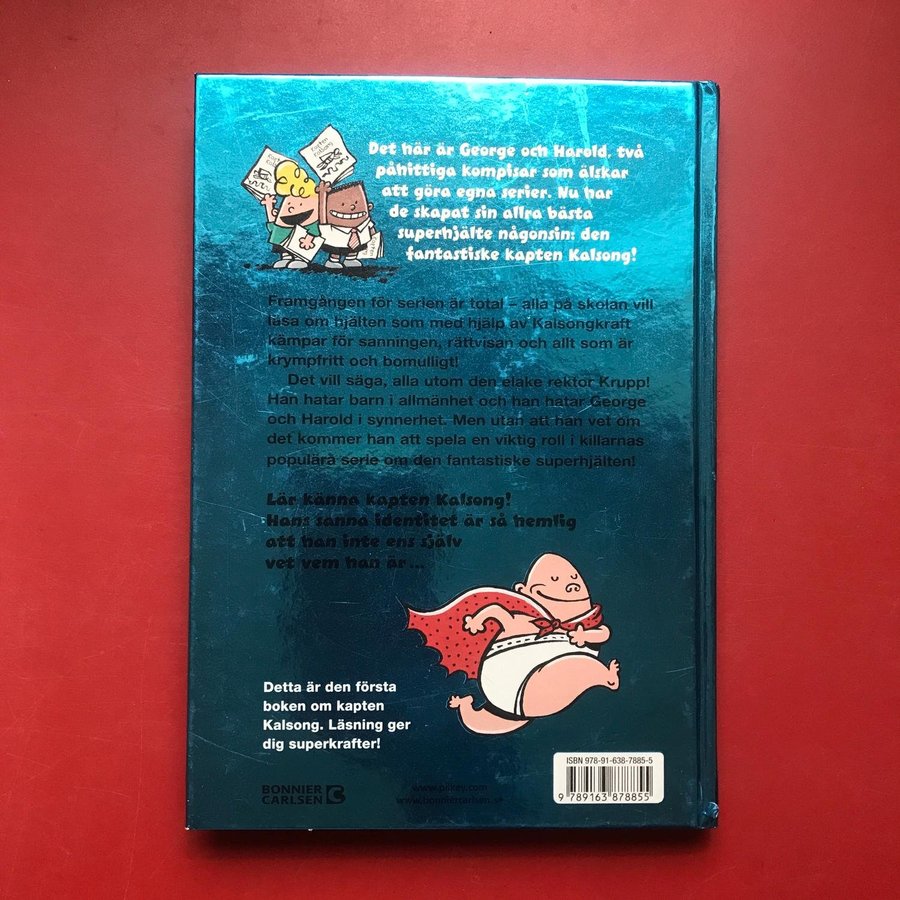 Kapten Kalsong
Det här är George och Harold, två
påhittiga kompisar som älskar
att göra egna serier. Nu har
de skapat sin allra bästa
superhjälte någonsin: den
fantastiske kapten Kalsong!
Framgången för serien är total – alla på skolan vill
läsa om hjälten som med hjälp av Kalsongkraft
kämpar för sanningen, rättvisan och allt som är
krympfritt och bomulligt!
Det vill säga, alla utom den elake rektor Krupp!
Han hatar barn i allmänhet och han hatar George
och Harold i synnerhet. Men utan att han vet om
det kommer han att spela en viktig roll i killarnas
populära serie om den fantastiske superhjälten!
Lär känna kapten Kalsong!
Hans sanna identitet är så hemlig
att han inte ens själv
vet vem han är ...
Detta är den första
boken om kapten
Kalsong. Läsning ger
dig superkrafter!
BONNIER
CARLSEN
www.pilkey.com
www.bonniercarlsen.se
ISBN 978-91-638-7885-5
9 789163 878855